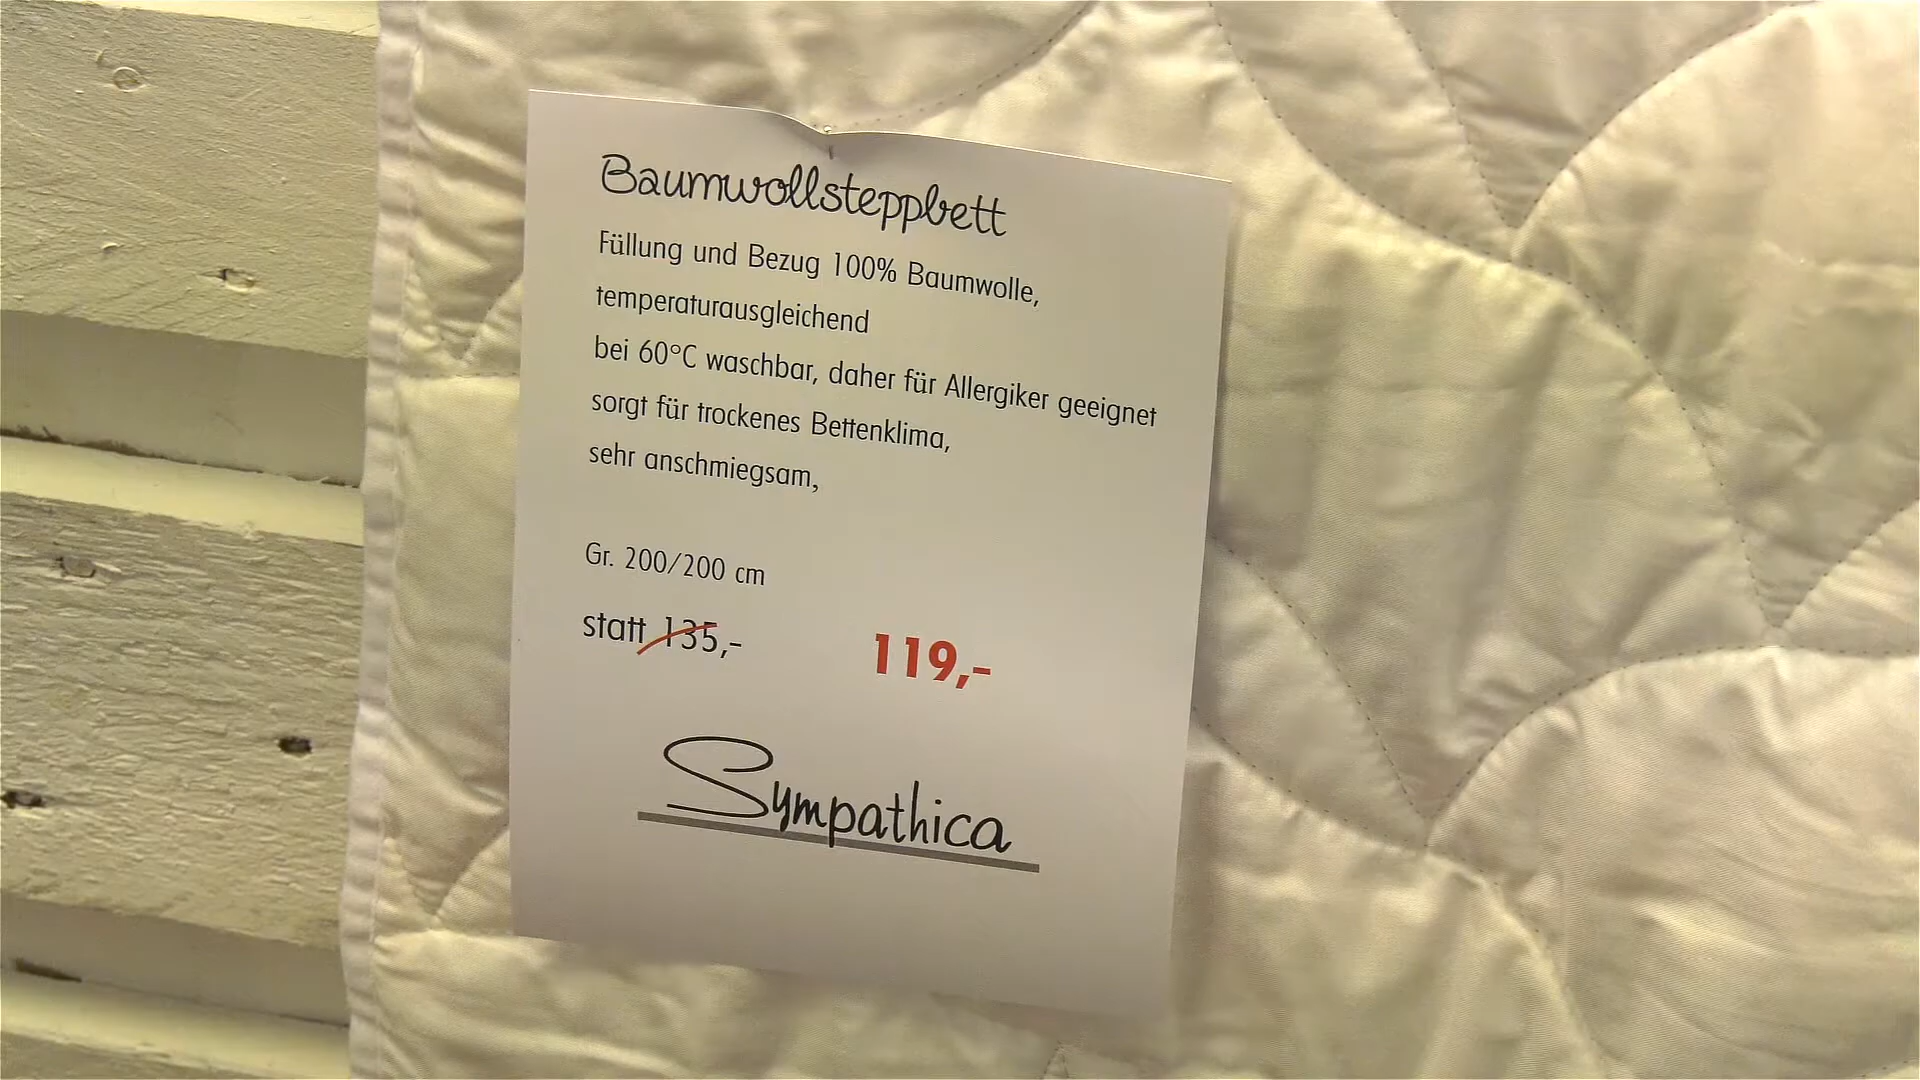 Baumwollsteppbett
Füllung und Bezug 100% Baumwolle,
temperaturausgleichend
bei 60°C waschbar, daher für Allergiker geeignet
sorgt für trockenes Bettenklima,
sehr anschmiegsam,
Gr. 200/200 cm
statt 135,- 119,-
Sympathica